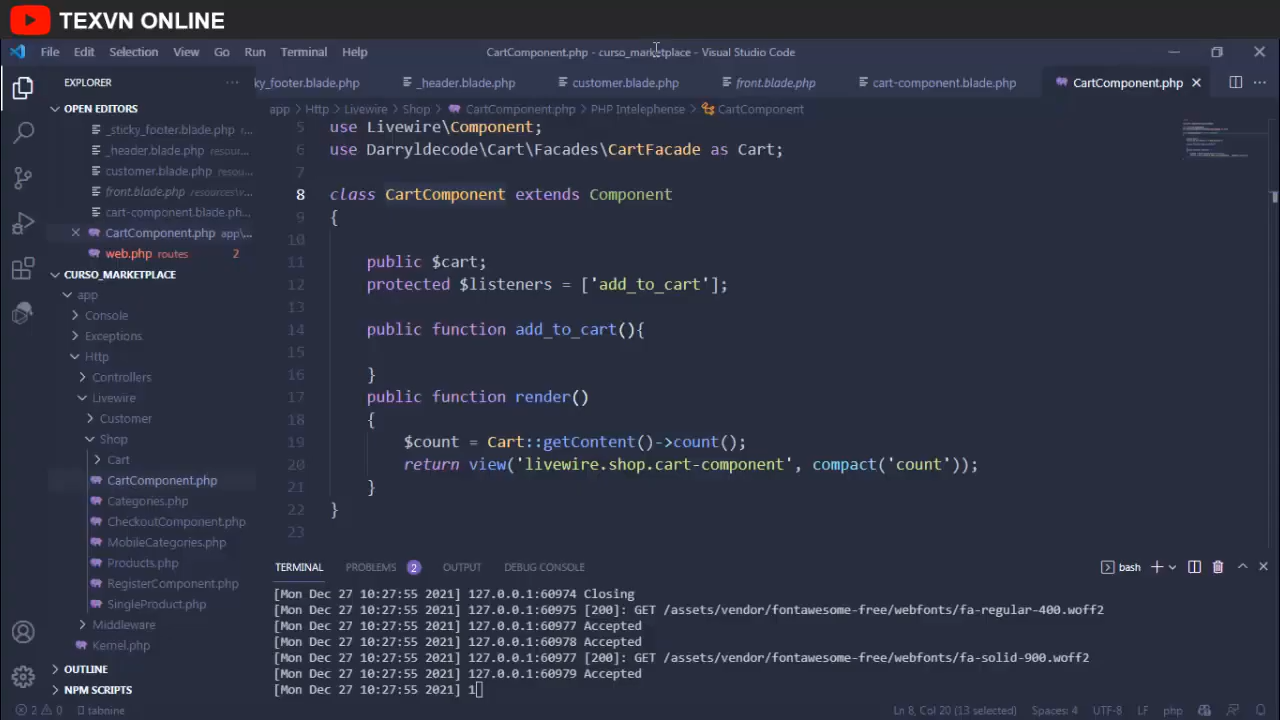 TEXVN ONLINE
File Edit Selection View Go Run Terminal Help
CartComponent.php - curso_marketplace - Visual Studio Code
EXPLORER
ky_footer.blade.php _header.blade.php customer.blade.php front.blade.php cart-component.blade.php CartComponent.php
OPEN EDITORS
_sticky_footer.blade.php r...
_header.blade.php resour...
customer.blade.php resou...
front.blade.php resources\r...
cart-component.blade.ph...
CartComponent.php app\...
web.php routes 2
CURSO_MARKETPLACE
app
Console
Exceptions
Http
Controllers
Livewire
Customer
Shop
Cart
CartComponent.php
Categories.php
CheckoutComponent.php
MobileCategories.php
Products.php
RegisterComponent.php
SingleProduct.php
Middleware
Kernel.php
OUTLINE
NPM SCRIPTS
app > Http > Livewire > Shop > CartComponent.php > PHP Intelephense > CartComponent
5 use Livewire\Component;
6 use Darryldecode\Cart\Facades\CartFacade as Cart;
7
8 class CartComponent extends Component
9 {
10
11 public $cart;
12 protected $listeners = ['add_to_cart'];
13
14 public function add_to_cart(){
15
16 }
17 public function render()
18 {
19 $count = Cart::getContent()->count();
20 return view('livewire.shop.cart-component', compact('count'));
21 }
22 }
23
TERMINAL PROBLEMS 2 OUTPUT DEBUG CONSOLE bash
[Mon Dec 27 10:27:55 2021] 127.0.0.1:60974 Closing
[Mon Dec 27 10:27:55 2021] 127.0.0.1:60975 [200]: GET /assets/vendor/fontawesome-free/webfonts/fa-regular-400.woff2
[Mon Dec 27 10:27:55 2021] 127.0.0.1:60977 Accepted
[Mon Dec 27 10:27:55 2021] 127.0.0.1:60978 Accepted
[Mon Dec 27 10:27:55 2021] 127.0.0.1:60977 [200]: GET /assets/vendor/fontawesome-free/webfonts/fa-solid-900.woff2
[Mon Dec 27 10:27:55 2021] 127.0.0.1:60979 Accepted
[Mon Dec 27 10:27:55 2021] 1
2 0 tabnine Ln 8, Col 20 (13 selected) Spaces: 4 UTF-8 LF php